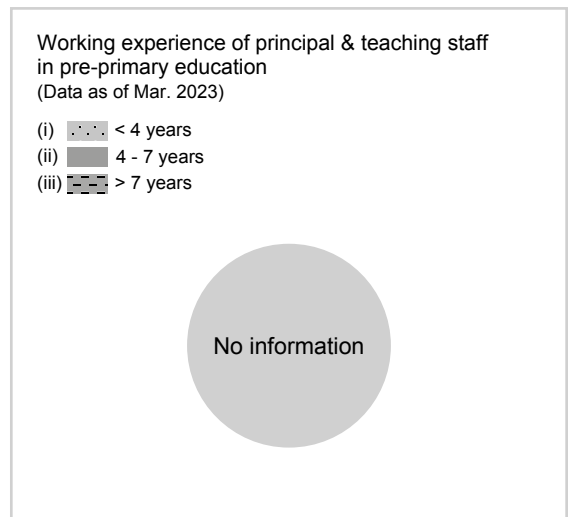 Working experience of principal & teaching staff
in pre-primary education
(Data as of Mar. 2023)
(i) < 4 years
(ii) 4 - 7 years
(iii) > 7 years
No information